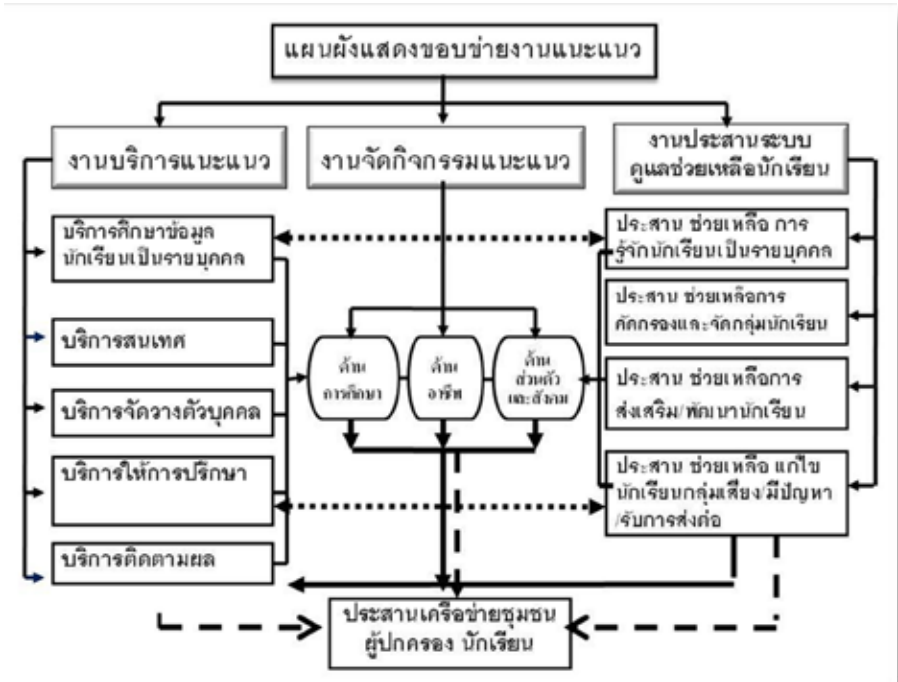 แผนผังแสดงขอบข่ายงานแนะแนว
งานบริการแนะแนว
งานจัดกิจกรรมแนะแนว
งานประสานระบบ
ดูแลช่วยเหลือนักเรียน
บริการศึกษาข้อมูล
นักเรียนเป็นรายบุคคล
บริการสนเทศ
บริการจัดวางตัวบุคคล
บริการให้การปรึกษา
บริการติดตามผล
ด้าน
การศึกษา
ด้าน
อาชีพ
ด้าน
ส่วนตัว
และสังคม
ประสาน ช่วยเหลือ การ
รู้จักนักเรียนเป็นรายบุคคล
ประสาน ช่วยเหลือการ
คัดกรองและจัดกลุ่มนักเรียน
ประสาน ช่วยเหลือการ
ส่งเสริม/พัฒนานักเรียน
ประสาน ช่วยเหลือ แก้ไข
นักเรียนกลุ่มเสี่ยง/มีปัญหา
/รับการส่งต่อ
ประสานเครือข่ายชุมชน
ผู้ปกครอง นักเรียน